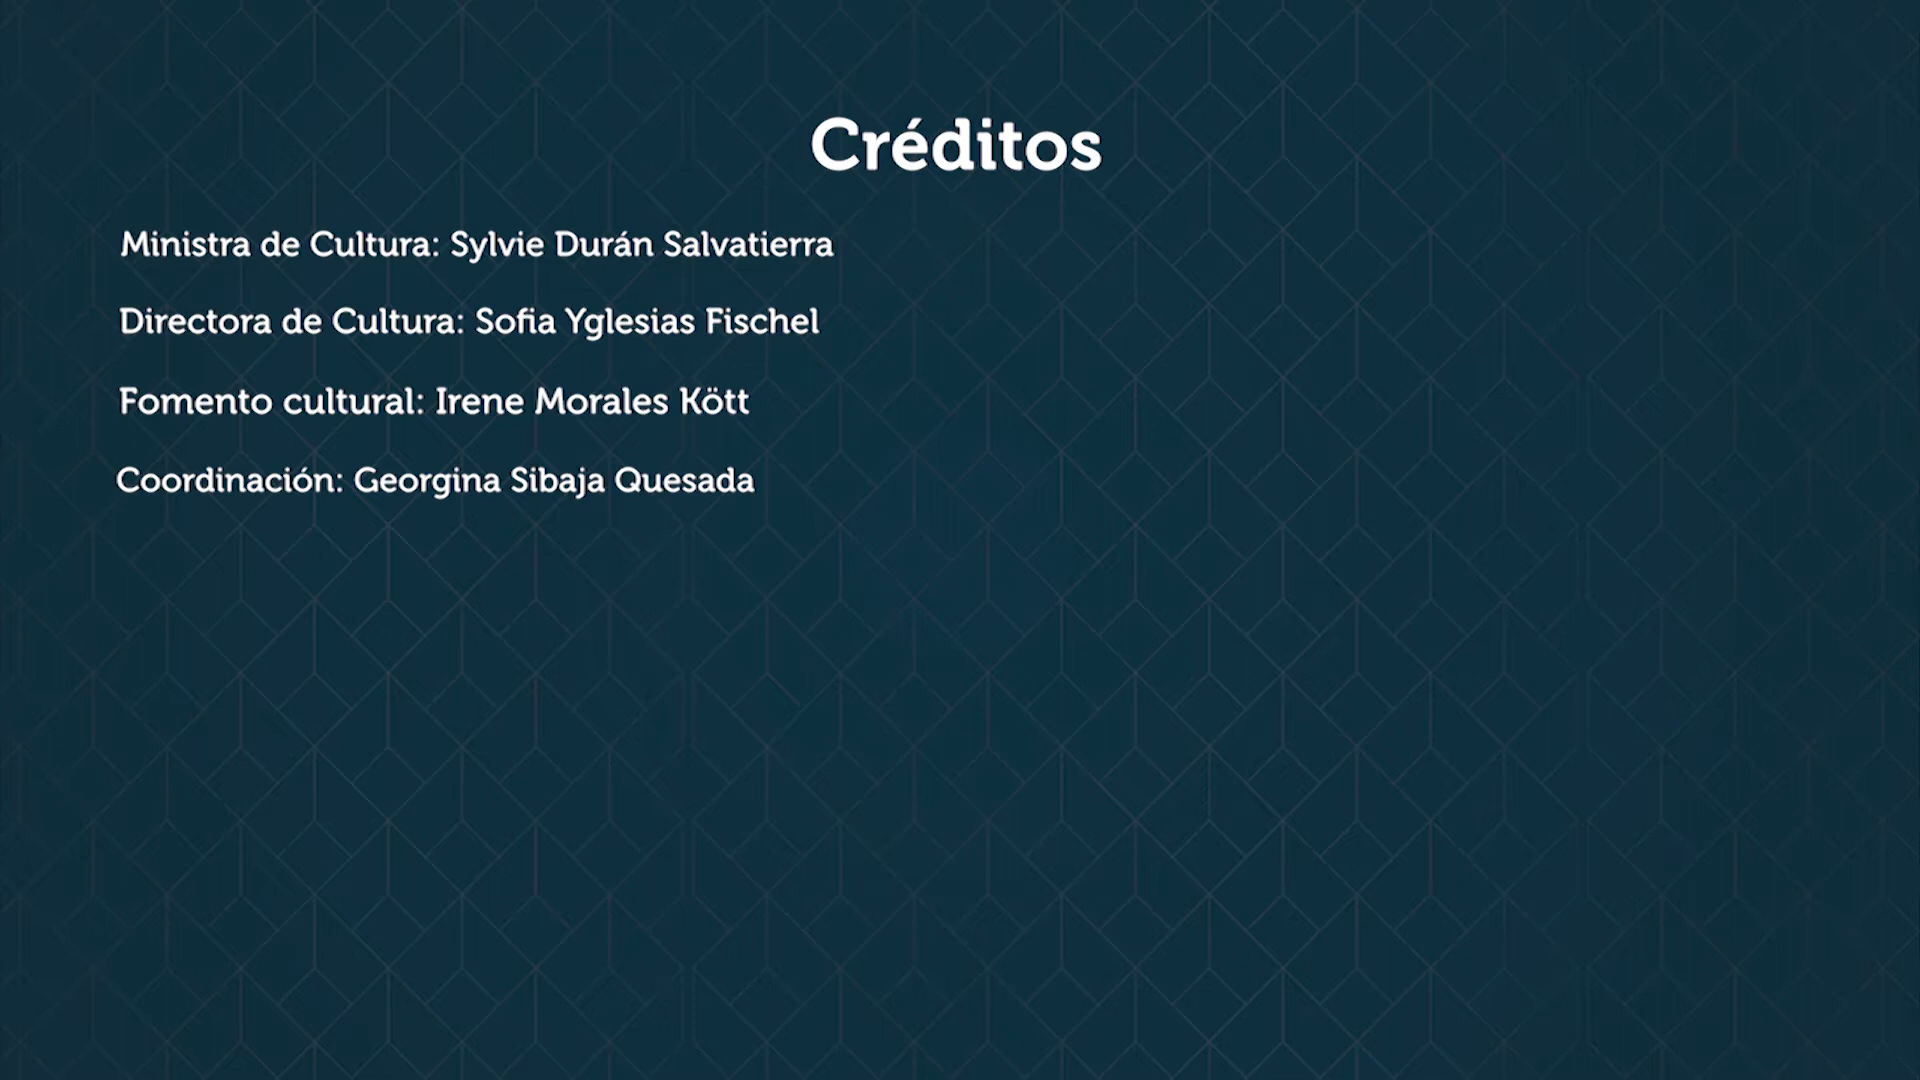 Créditos
Ministra de Cultura: Sylvie Durán Salvatierra
Directora de Cultura: Sofia Yglesias Fischel
Fomento cultural: Irene Morales Kött
Coordinación: Georgina Sibaja Quesada